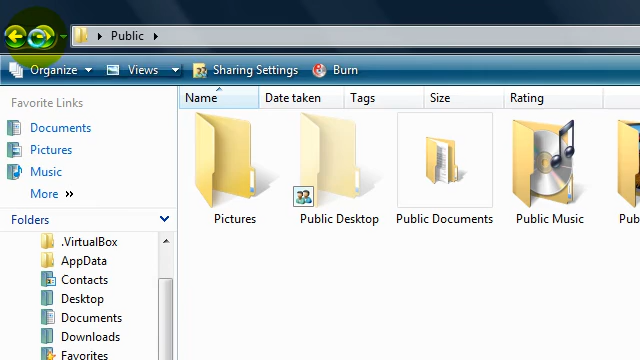 Public
Organize Views Sharing Settings Burn
Favorite Links
Documents
Pictures
Music
More »
Folders
.VirtualBox
AppData
Contacts
Desktop
Documents
Downloads
Favorites
Name Date taken Tags Size Rating
Pictures Public Desktop Public Documents Public Music Pub